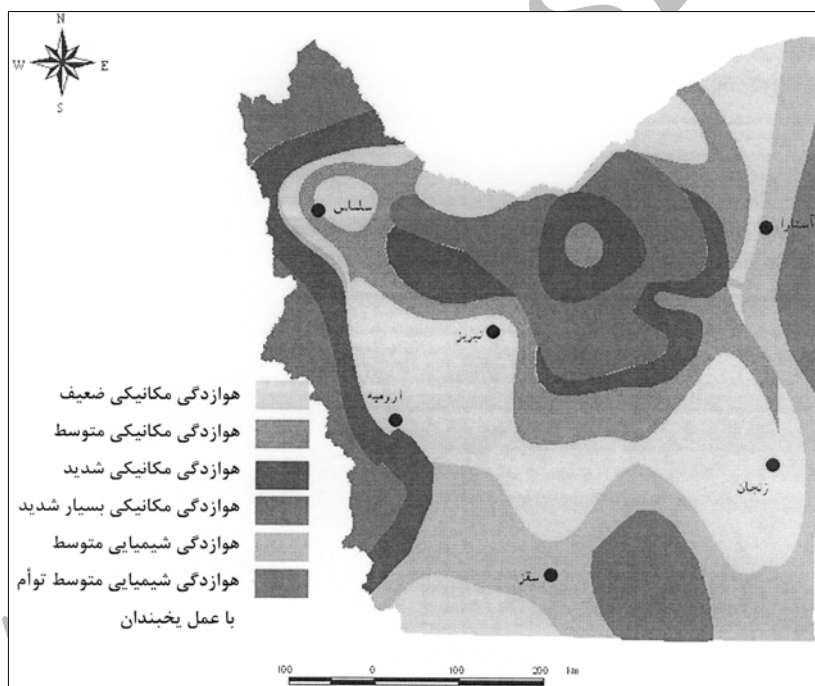 N
W E
S
سلماس
آستارا
تبریز
ارومیه
زنجان
سقز
هوازدگی مکانیکی ضعیف
هوازدگی مکانیکی متوسط
هوازدگی مکانیکی شدید
هوازدگی مکانیکی بسیار شدید
هوازدگی شیمیایی متوسط
هوازدگی شیمیایی متوسط توأم
با عمل یخبندان
100 0 100 200 Km